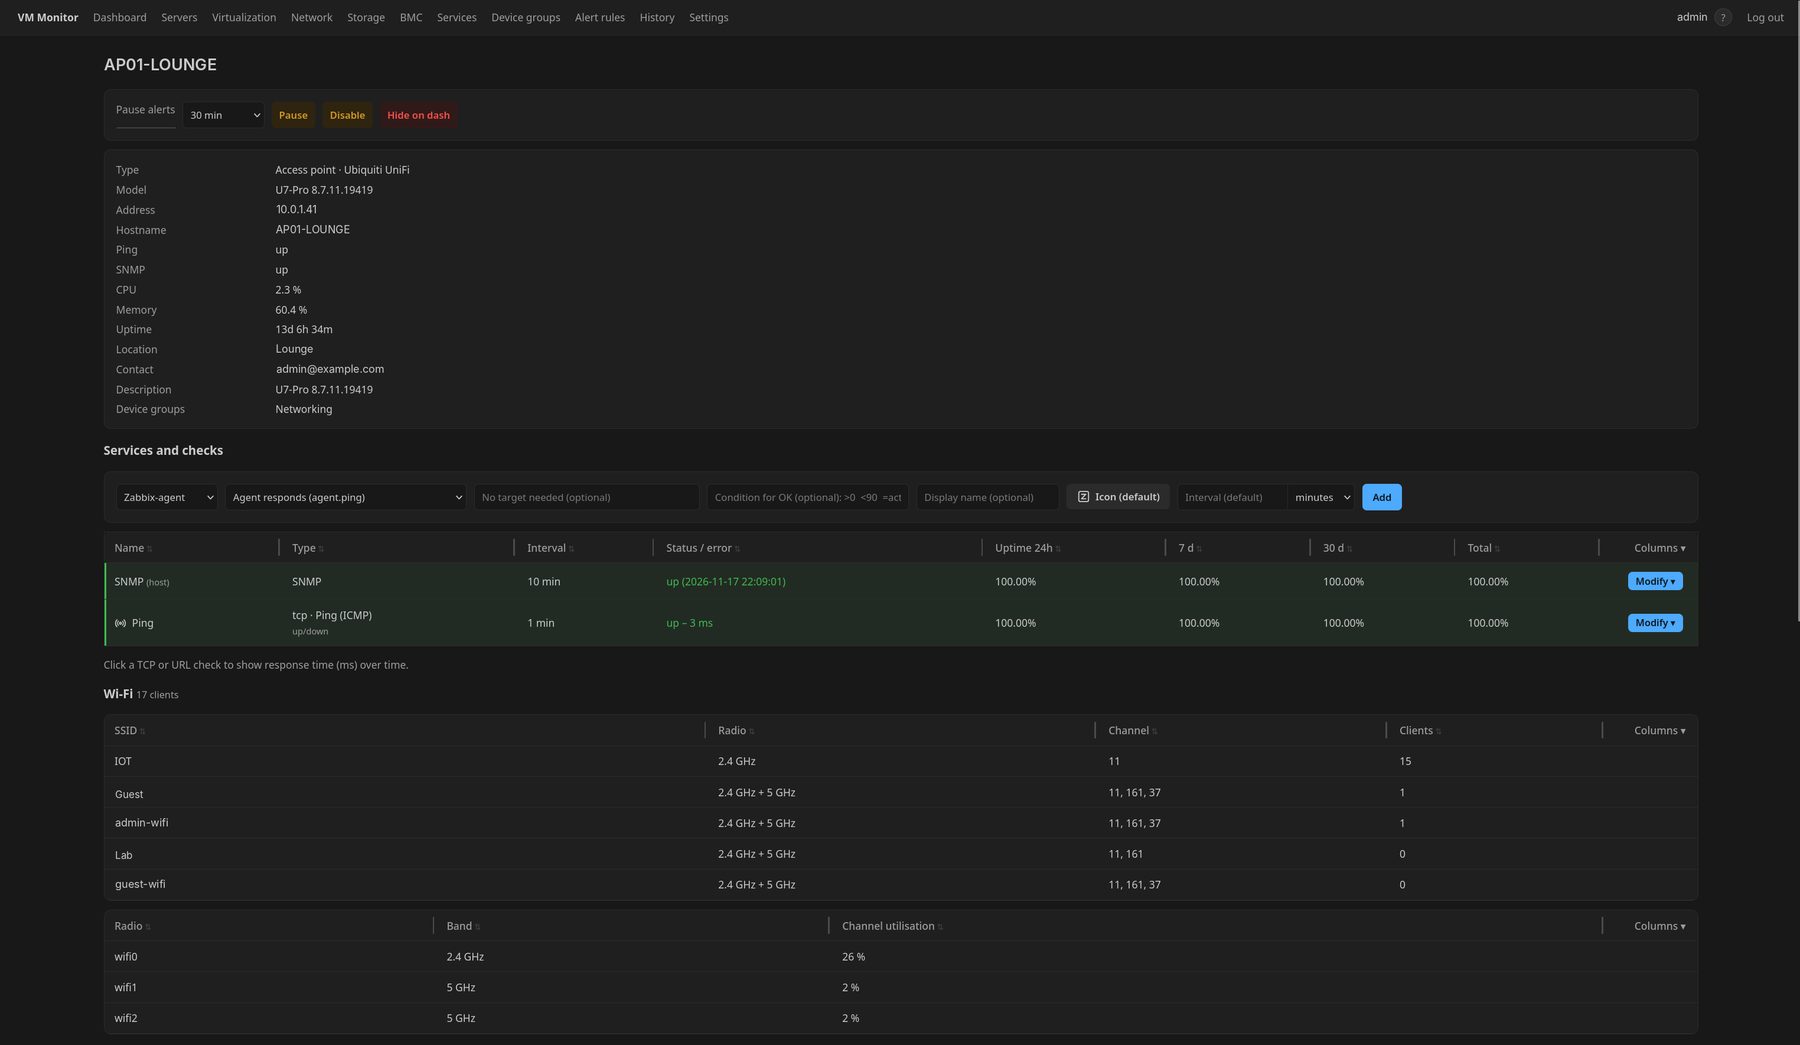 VM Monitor Dashboard Servers Virtualization Network Storage BMC Services Device groups Alert rules History Settings admin ? Log out
AP01-LOUNGE
Pause alerts 30 min Pause Disable Hide on dash
Type Access point · Ubiquiti UniFi
Model U7-Pro 8.7.11.19419
Address 10.0.1.41
Hostname AP01-LOUNGE
Ping up
SNMP up
CPU 2.3 %
Memory 60.4 %
Uptime 13d 6h 34m
Location Lounge
Contact admin@example.com
Description U7-Pro 8.7.11.19419
Device groups Networking
Services and checks
Zabbix-agent Agent responds (agent.ping) No target needed (optional) Condition for OK (optional): >0 <90 =act Display name (optional) Icon (default) Interval (default) minutes Add
Name Type Interval Status / error Uptime 24h 7 d 30 d Total Columns ▾
SNMP (host) SNMP 10 min up (2026-11-17 22:09:01) 100.00% 100.00% 100.00% 100.00% Modify ▾
Ping tcp · Ping (ICMP) 1 min up – 3 ms 100.00% 100.00% 100.00% 100.00% Modify ▾
up/down
Click a TCP or URL check to show response time (ms) over time.
Wi-Fi 17 clients
SSID Radio Channel Clients Columns ▾
IOT 2.4 GHz 11 15
Guest 2.4 GHz + 5 GHz 11, 161, 37 1
admin-wifi 2.4 GHz + 5 GHz 11, 161, 37 1
Lab 2.4 GHz + 5 GHz 11, 161 0
guest-wifi 2.4 GHz + 5 GHz 11, 161, 37 0
Radio Band Channel utilisation Columns ▾
wifi0 2.4 GHz 26 %
wifi1 5 GHz 2 %
wifi2 5 GHz 2 %